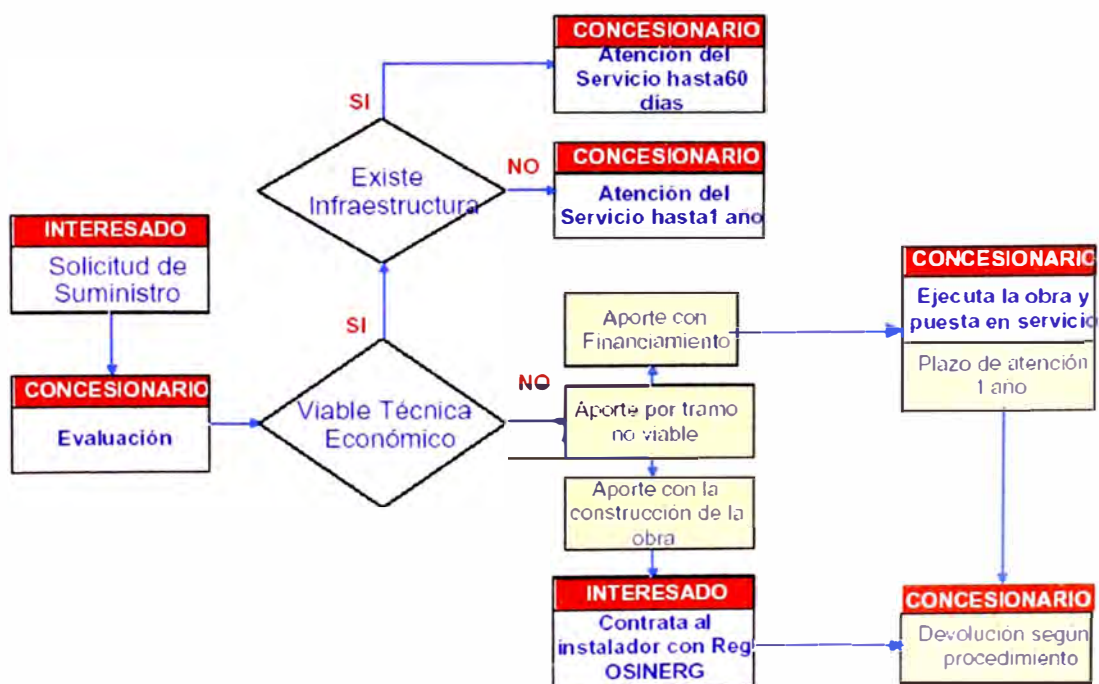 CONCESIONARIO
Atención del
Servicio hasta60
días
SI
Existe
Infraestructura
NO
CONCESIONARIO
Atención del
Servicio hasta1 año
INTERESADO
Solicitud de
Suministro
CONCESIONARIO
Evaluación
SI
Viable Técnica
Económico
NO
Aporte con
Financiamiento
Aporte por tramo
no viable
Aporte con la
construcción de la
obra
INTERESADO
Contrata al
instalador con Reg
OSINERG
CONCESIONARIO
Ejecuta la obra y
puesta en servicio
Plazo de atención
1 año
CONCESIONARIO
Devolución según
procedimiento